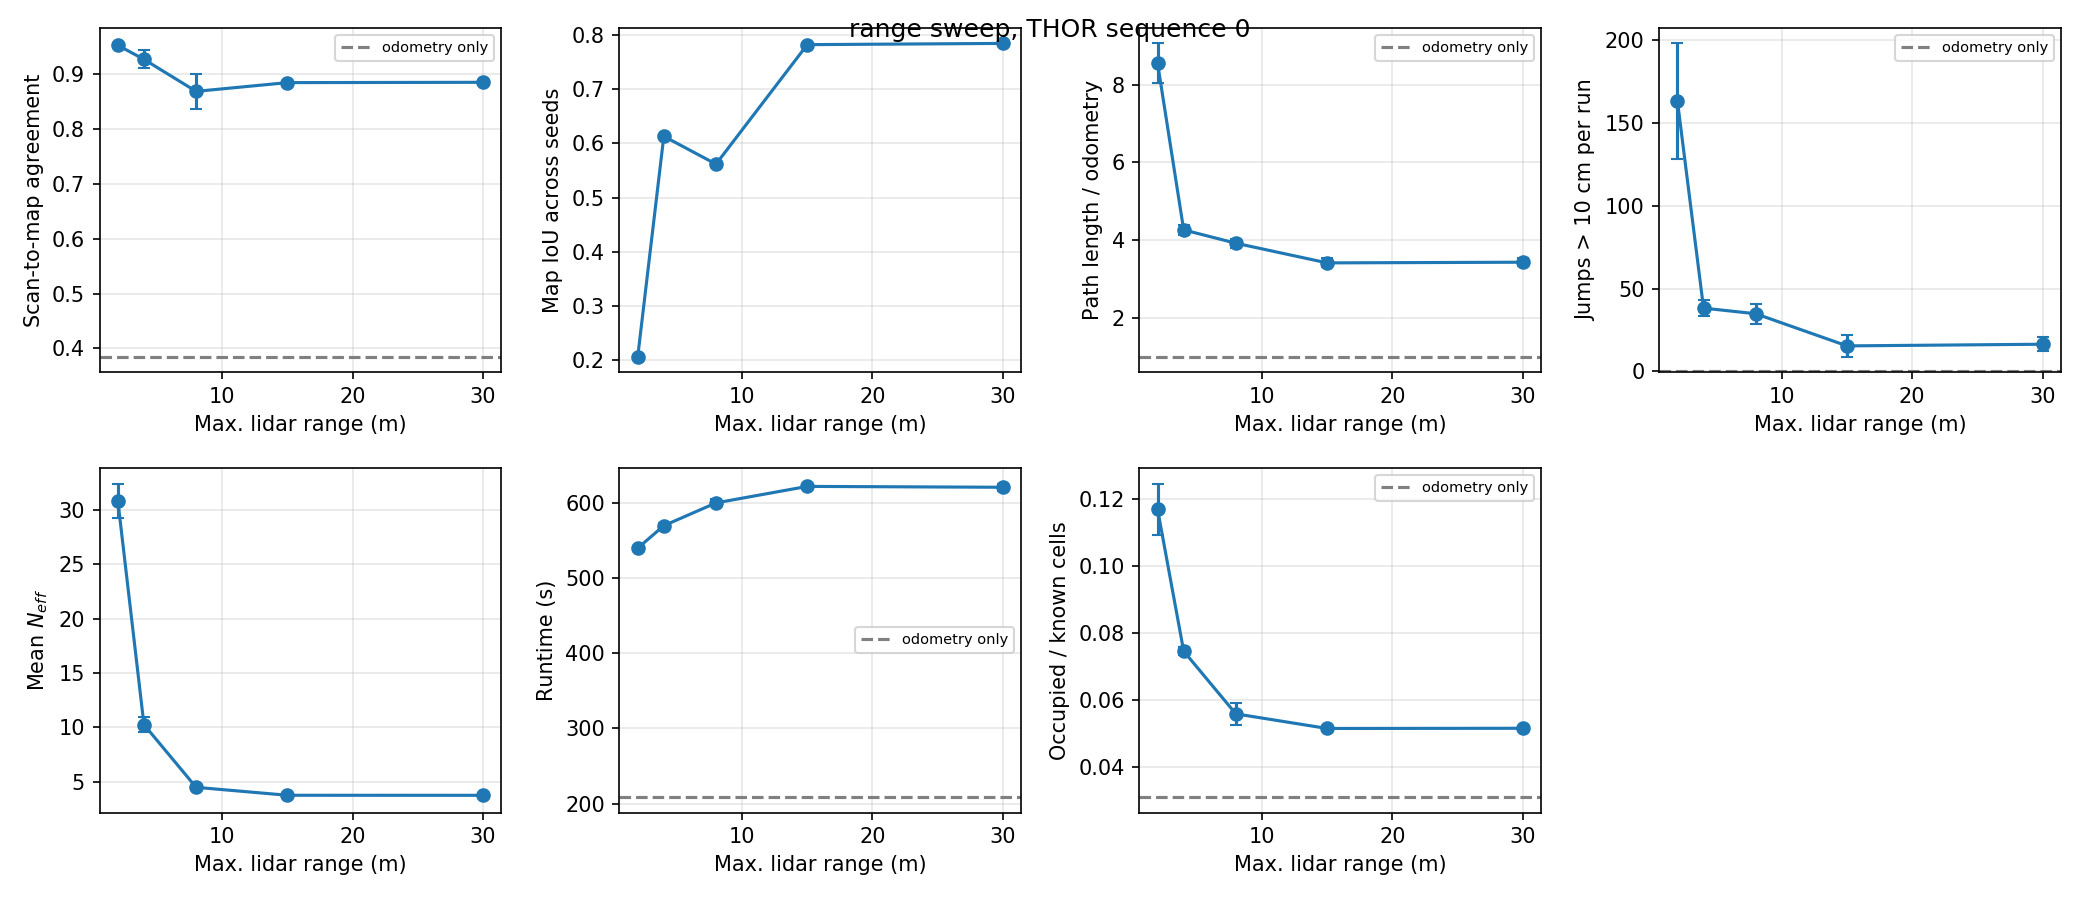 range sweep, THOR sequence 0
Scan-to-map agreement
0.9
0.8
0.7
0.6
0.5
0.4
odometry only
10
20
30
Max. lidar range (m)
Map IoU across seeds
0.8
0.7
0.6
0.5
0.4
0.3
0.2
10
20
30
Max. lidar range (m)
Path length / odometry
8
6
4
2
odometry only
10
20
30
Max. lidar range (m)
Jumps > 10 cm per run
200
150
100
50
0
odometry only
10
20
30
Max. lidar range (m)
Mean Neff
30
25
20
15
10
5
10
20
30
Max. lidar range (m)
Runtime (s)
600
500
400
300
200
odometry only
10
20
30
Max. lidar range (m)
Occupied / known cells
0.12
0.10
0.08
0.06
0.04
odometry only
10
20
30
Max. lidar range (m)